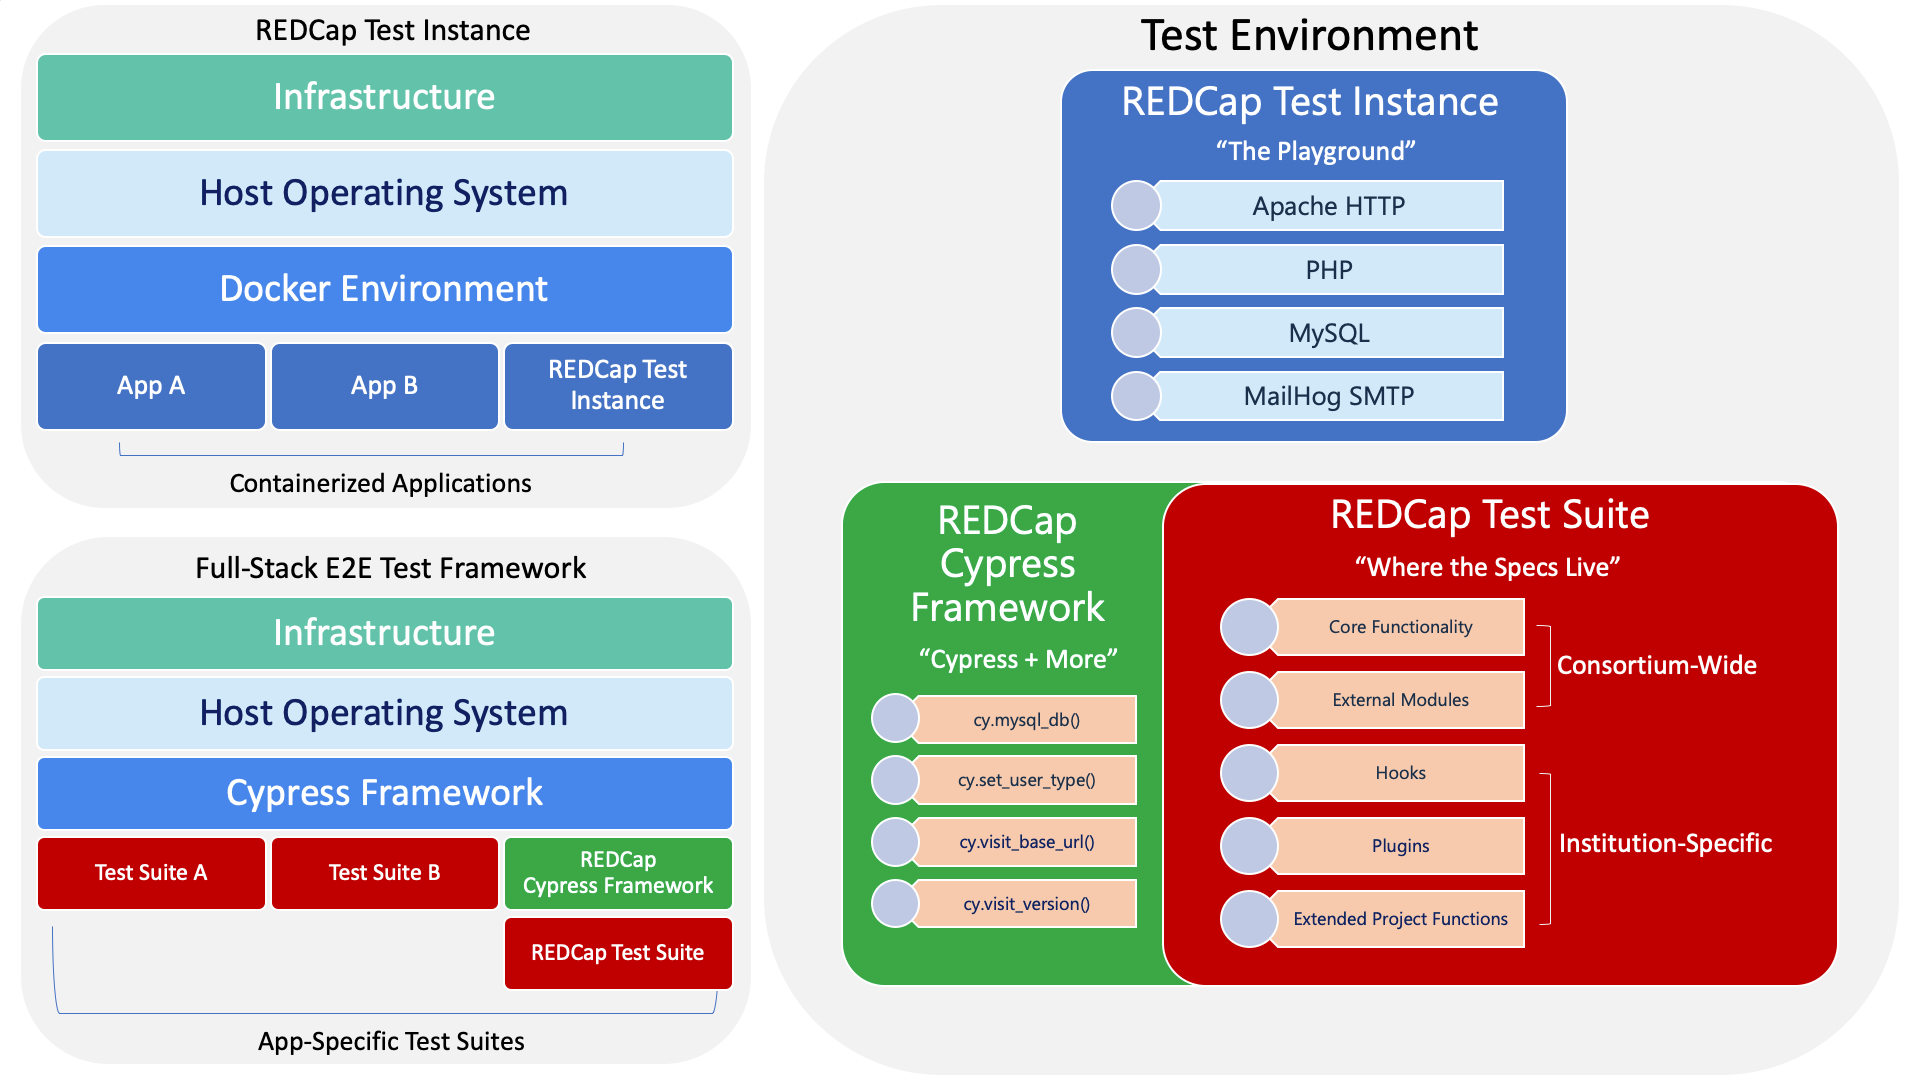 REDCap Test Instance
Infrastructure
Host Operating System
Docker Environment
App A
App B
REDCap Test
Instance
Containerized Applications
Full-Stack E2E Test Framework
Infrastructure
Host Operating System
Cypress Framework
Test Suite A
Test Suite B
REDCap
Cypress Framework
REDCap Test Suite
App-Specific Test Suites
Test Environment
REDCap Test Instance
“The Playground”
Apache HTTP
PHP
MySQL
MailHog SMTP
REDCap
Cypress
Framework
“Cypress + More”
cy.mysql_db()
cy.set_user_type()
cy.visit_base_url()
cy.visit_version()
REDCap Test Suite
“Where the Specs Live”
Core Functionality
External Modules
Consortium-Wide
Hooks
Plugins
Extended Project Functions
Institution-Specific